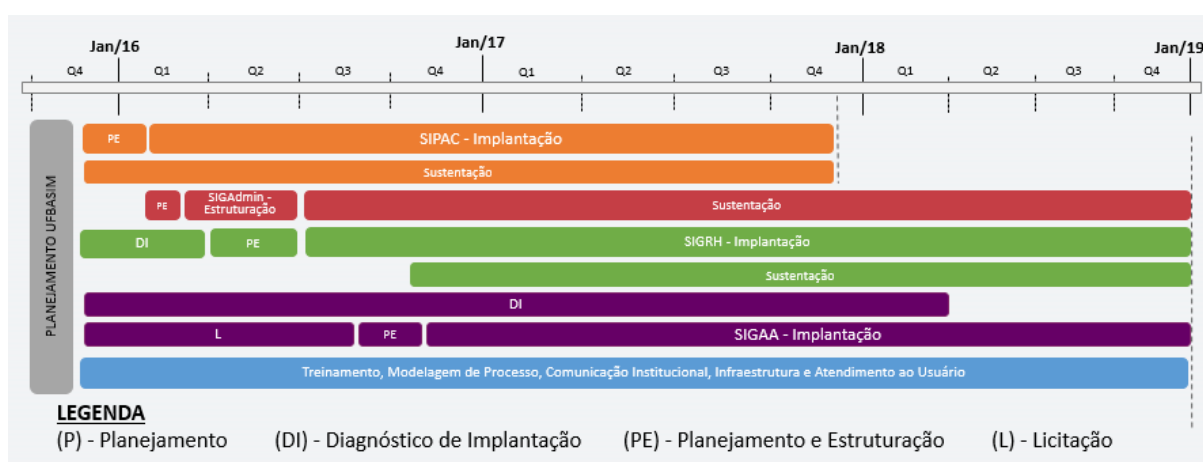 Jan/16 Jan/17 Jan/18 Jan/19
Q4 Q1 Q2 Q3 Q4 Q1 Q2 Q3 Q4 Q1 Q2 Q3 Q4
PLANEJAMENTO UFBASIM
PE SIPAC - Implantação
Sustentação
PE SIGAdmin -
Estruturação
Sustentação
DI PE SIGRH - Implantação
Sustentação
DI
L PE SIGAA - Implantação
Treinamento, Modelagem de Processo, Comunicação Institucional, Infraestrutura e Atendimento ao Usuário
LEGENDA
(P) - Planejamento (DI) - Diagnóstico de Implantação (PE) - Planejamento e Estruturação (L) - Licitação